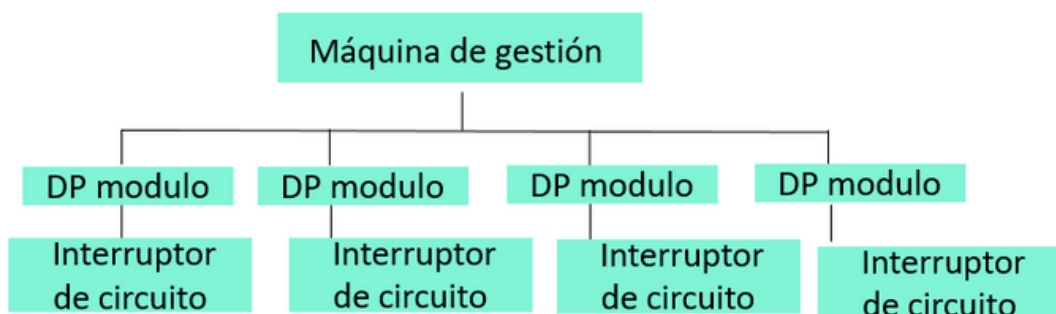 Máquina de gestión
DP modulo
DP modulo
DP modulo
DP modulo
Interruptor
de circuito
Interruptor
de circuito
Interruptor
de circuito
Interruptor
de circuito